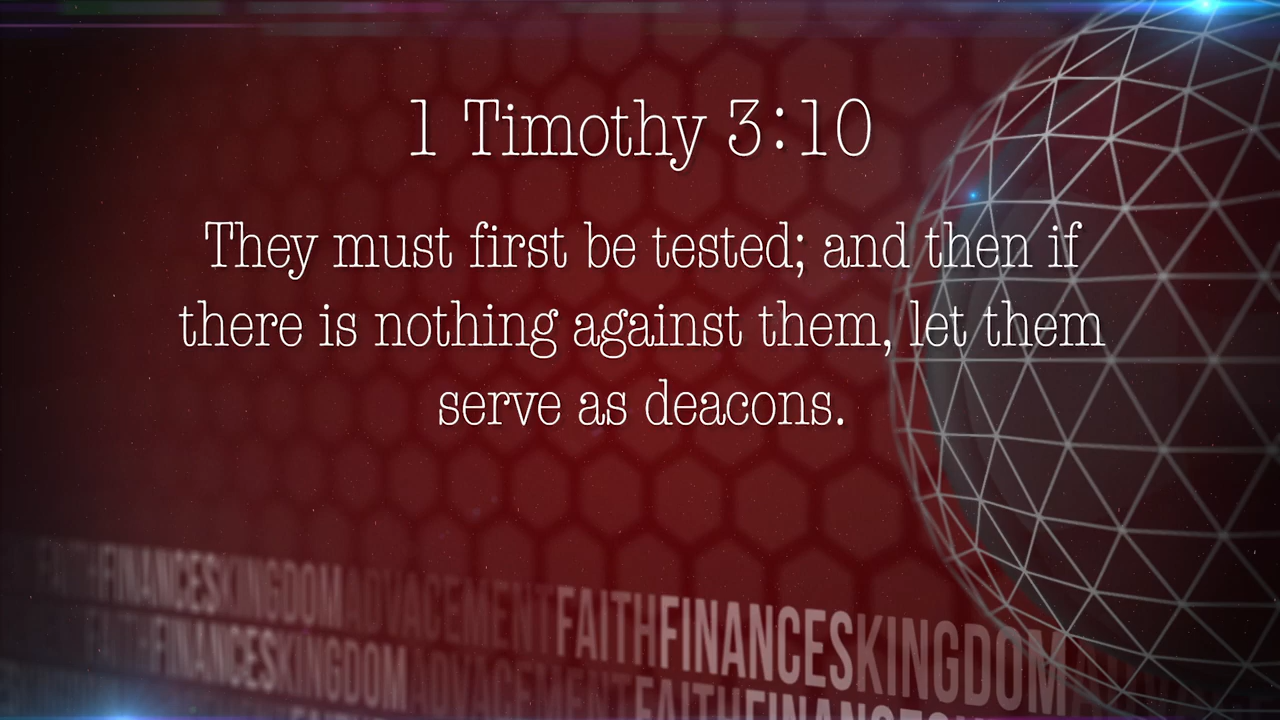 1 Timothy 3:10
They must first be tested; and then if
there is nothing against them, let them
serve as deacons.
FAITHFINANCESKINGDOMADVACEMENTFAITHFINANCESKINGDOM
FINANCESKINGDOMADVACEMENTFAITHFINANCES